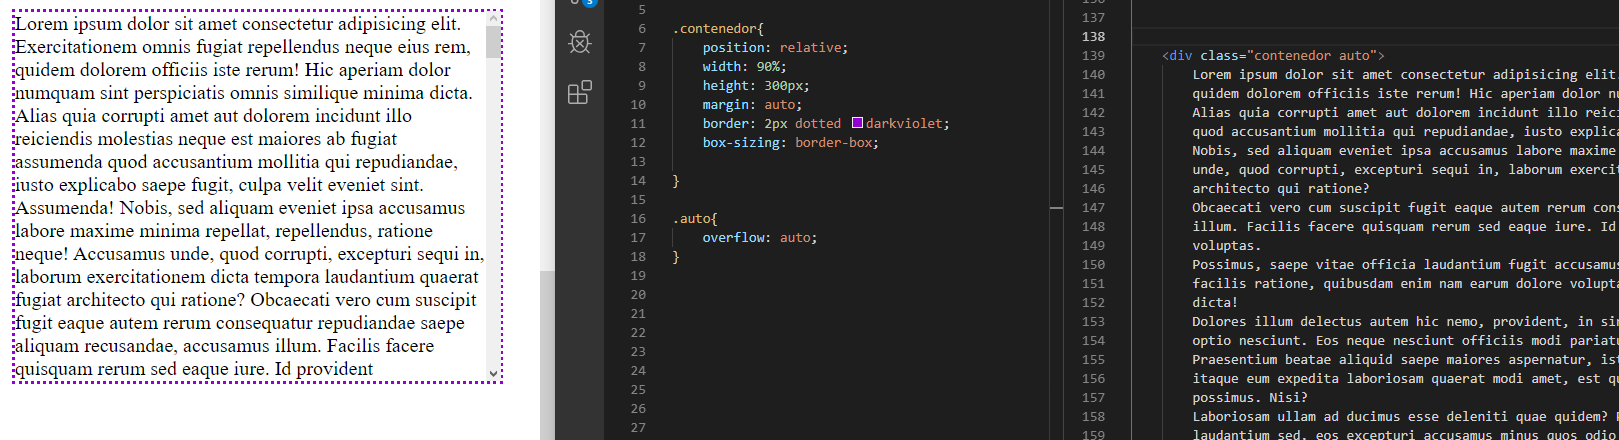 Lorem ipsum dolor sit amet consectetur adipisicing elit.
Exercitationem omnis fugiat repellendus neque eius rem,
quidem dolorem officiis iste rerum! Hic aperiam dolor
numquam sint perspiciatis omnis similique minima dicta.
Alias quia corrupti amet aut dolorem incidunt illo
reiciendis molestias neque est maiores ab fugiat
assumenda quod accusantium mollitia qui repudiandae,
iusto explicabo saepe fugit, culpa velit eveniet sint.
Assumenda! Nobis, sed aliquam eveniet ipsa accusamus
labore maxime minima repellat, repellendus, ratione
neque! Accusamus unde, quod corrupti, excepturi sequi in,
laborum exercitationem dicta tempora laudantium quaerat
fugiat architecto qui ratione? Obcaecati vero cum suscipit
fugit eaque autem rerum consequatur repudiandae saepe
aliquam recusandae, accusamus illum. Facilis facere
quisquam rerum sed eaque iure. Id provident
3
5
6 .contenedor{
7 position: relative;
8 width: 90%;
9 height: 300px;
10 margin: auto;
11 border: 2px dotted darkviolet;
12 box-sizing: border-box;
13
14 }
15
16 .auto{
17 overflow: auto;
18 }
19
20
21
22
23
24
25
26
27
136
137
138
139 <div class="contenedor auto">
140 Lorem ipsum dolor sit amet consectetur adipisicing elit
141 quidem dolorem officiis iste rerum! Hic aperiam dolor nu
142 Alias quia corrupti amet aut dolorem incidunt illo reici
143 quod accusantium mollitia qui repudiandae, iusto explica
144 Nobis, sed aliquam eveniet ipsa accusamus labore maxime
145 unde, quod corrupti, excepturi sequi in, laborum exercit
146 architecto qui ratione?
147 Obcaecati vero cum suscipit fugit eaque autem rerum cons
148 illum. Facilis facere quisquam rerum sed eaque iure. Id
149 voluptas.
150 Possimus, saepe vitae officia laudantium fugit accusamus
151 facilis ratione, quibusdam enim nam earum dolore volupta
152 dicta!
153 Dolores illum delectus autem hic nemo, provident, in sin
154 optio nesciunt. Eos neque nesciunt officiis modi pariatu
155 Praesentium beatae aliquid saepe maiores aspernatur, ist
156 itaque eum expedita laboriosam quaerat modi amet, est qu
157 possimus. Nisi?
158 Laboriosam ullam ad ducimus esse deleniti quae quidem?
159 laudantium sed, eos excepturi accusamus minus quos odio